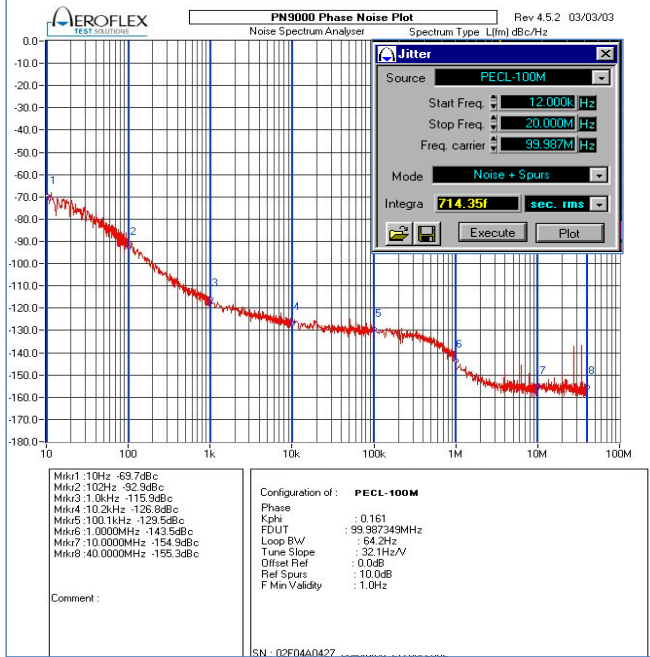 AEROFLEX
TEST SOLUTIONS
PN9000 Phase Noise Plot
Rev 4.5.2 03/03/03
Noise Spectrum Analyser
Spectrum Type L(fm) dBc/Hz
Jitter
Source PECL-100M
Start Freq. 12.000k Hz
Stop Freq. 20.000M Hz
Freq. carrier 99.987M Hz
Mode Noise + Spurs
Integra 714.35f sec. rms
Execute Plot
0.0
-10.0
-20.0
-30.0
-40.0
-50.0
-60.0
-70.0
-80.0
-90.0
-100.0
-110.0
-120.0
-130.0
-140.0
-150.0
-160.0
-170.0
-180.0
1
2
3
4
5
6
7
8
10 100 1k 10k 100k 1M 10M 100M
Mrkr1 :10Hz -69.7dBc
Mrkr2 :102Hz -92.9dBc
Mrkr3 :1.0kHz -115.9dBc
Mrkr4 :10.2kHz -126.8dBc
Mrkr5 :100.1kHz -129.5dBc
Mrkr6 :1.0000MHz -143.5dBc
Mrkr7 :10.0000MHz -154.9dBc
Mrkr8 :40.0000MHz -155.3dBc
Comment :
Configuration of : PECL-100M
Phase
Kphi : 0.161
FDUT : 99.987349MHz
Loop BW : 64.2Hz
Tune Slope : 32.1Hz/V
Offset Ref : 0.0dB
Ref Spurs : 10.0dB
F Min Validity : 1.0Hz
SN : 02F04A0427